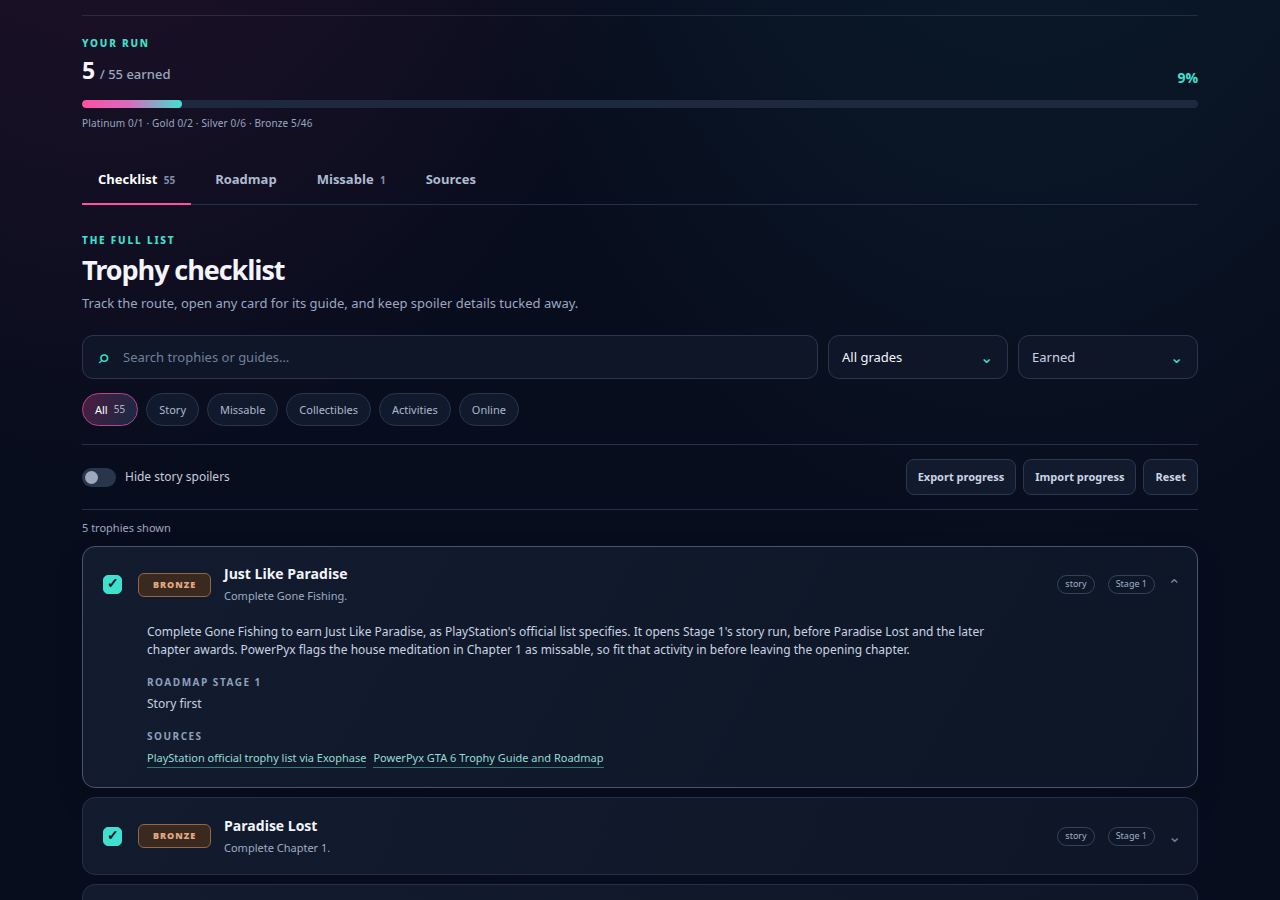 YOUR RUN
5 / 55 earned
9%
Platinum 0/1 · Gold 0/2 · Silver 0/6 · Bronze 5/46
Checklist 55 Roadmap Missable 1 Sources
THE FULL LIST
Trophy checklist
Track the route, open any card for its guide, and keep spoiler details tucked away.
Search trophies or guides... All grades Earned
All 55 Story Missable Collectibles Activities Online
Hide story spoilers Export progress Import progress Reset
5 trophies shown
BRONZE Just Like Paradise story Stage 1
Complete Gone Fishing.
Complete Gone Fishing to earn Just Like Paradise, as PlayStation's official list specifies. It opens Stage 1's story run, before Paradise Lost and the later
chapter awards. PowerPyx flags the house meditation in Chapter 1 as missable, so fit that activity in before leaving the opening chapter.
ROADMAP STAGE 1
Story first
SOURCES
PlayStation official trophy list via Exophase PowerPyx GTA 6 Trophy Guide and Roadmap
BRONZE Paradise Lost story Stage 1
Complete Chapter 1.